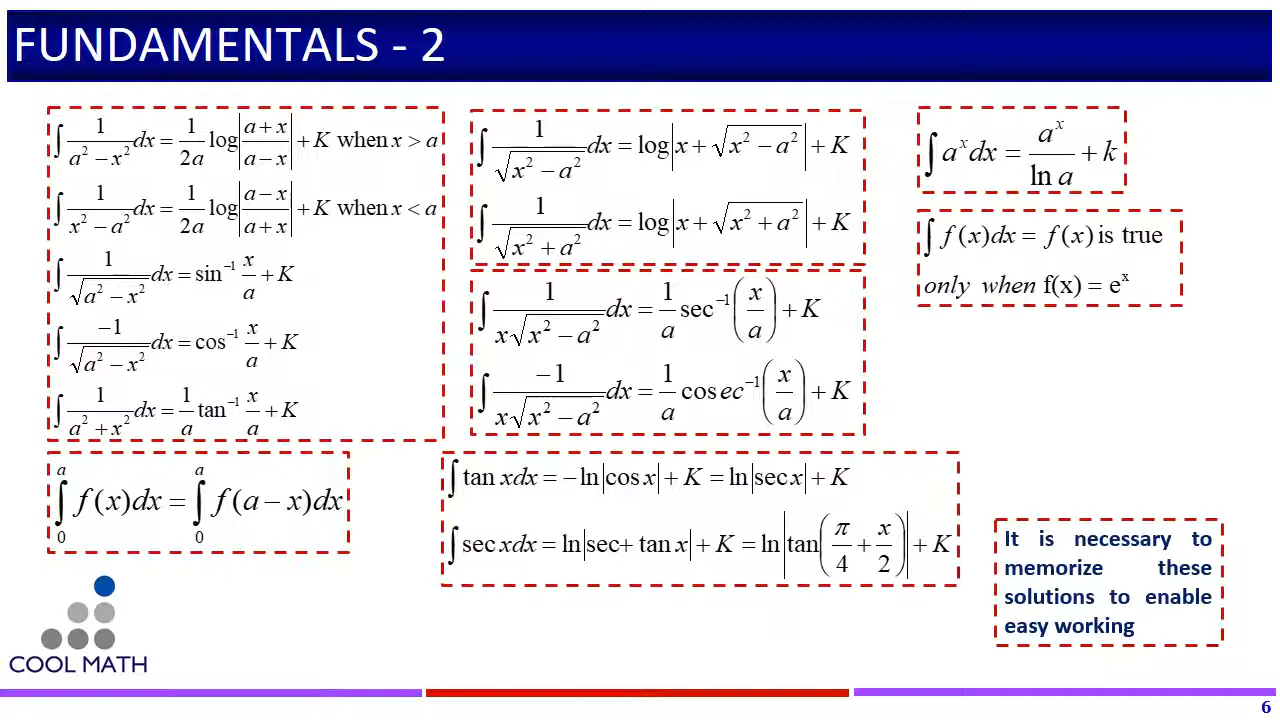 FUNDAMENTALS - 2
∫ 1/(a² − x²) dx = 1/(2a) log|(a + x)/(a − x)| + K when x > a
∫ 1/(x² − a²) dx = 1/(2a) log|(a − x)/(a + x)| + K when x < a
∫ 1/√(a² − x²) dx = sin⁻¹ x/a + K
∫ −1/√(a² − x²) dx = cos⁻¹ x/a + K
∫ 1/(a² + x²) dx = 1/a tan⁻¹ x/a + K
∫₀ᵃ f(x)dx = ∫₀ᵃ f(a − x)dx
∫ 1/√(x² − a²) dx = log|x + √(x² − a²)| + K
∫ 1/√(x² + a²) dx = log|x + √(x² + a²)| + K
∫ 1/(x√(x² − a²)) dx = 1/a sec⁻¹(x/a) + K
∫ −1/(x√(x² − a²)) dx = 1/a cosec⁻¹(x/a) + K
∫ tan xdx = −ln|cos x| + K = ln|sec x| + K
∫ sec xdx = ln|sec+ tan x| + K = ln|tan(π/4 + x/2)| + K
∫ aˣ dx = aˣ/ln a + k
∫ f(x)dx = f(x) is true
only when f(x) = eˣ
It is necessary to
memorize these
solutions to enable
easy working
COOL MATH
6